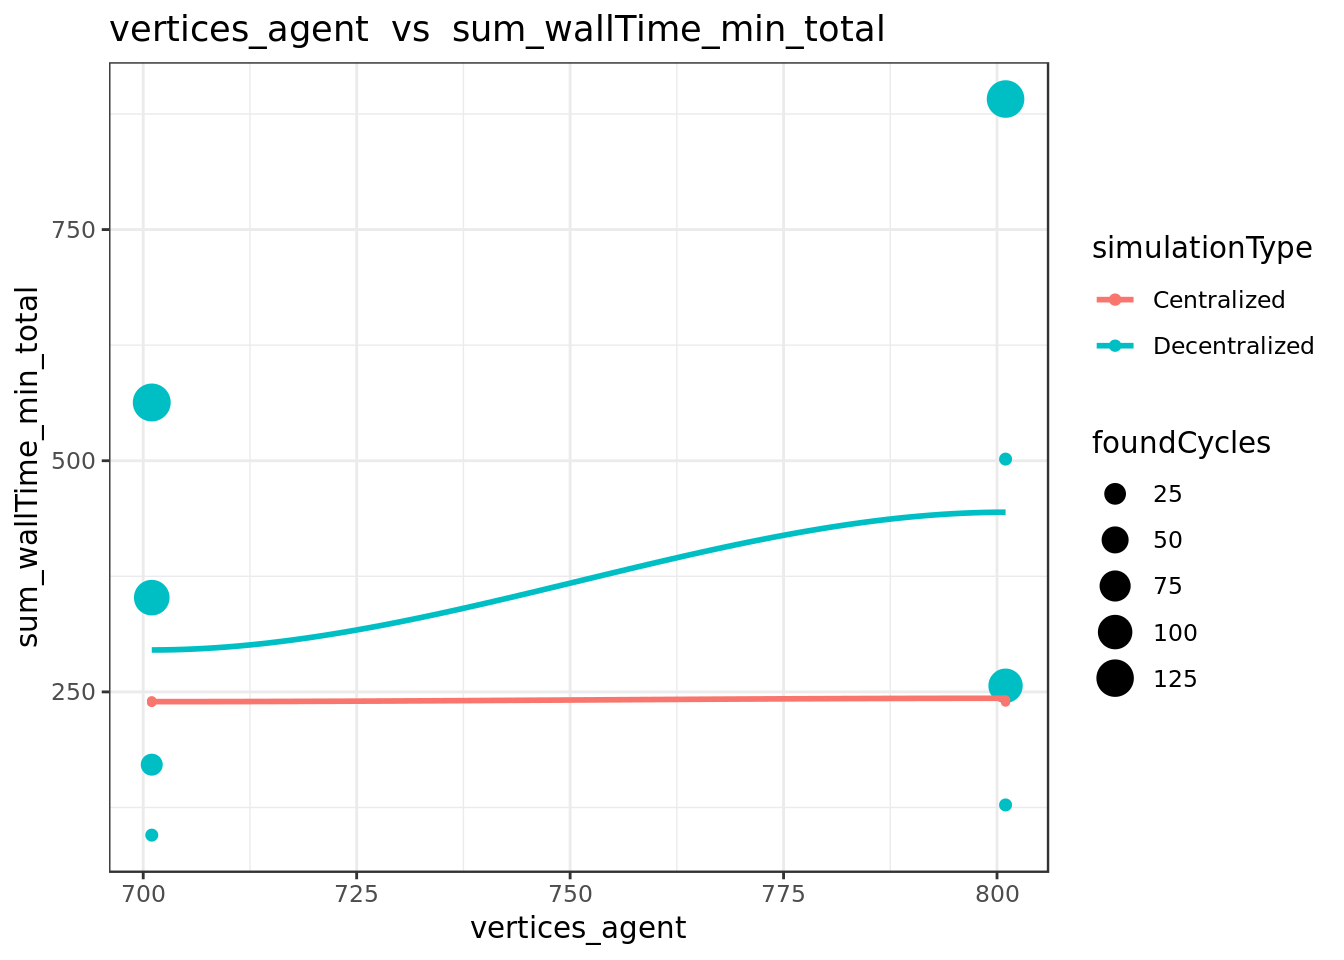 vertices_agent  vs  sum_wallTime_min_total
sum_wallTime_min_total
750
500
250
700
725
750
775
800
vertices_agent
simulationType
Centralized
Decentralized
foundCycles
25
50
75
100
125